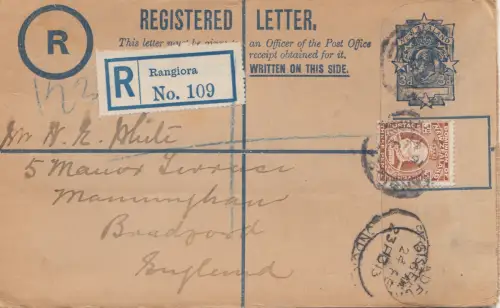 REGISTERED LETTER.
R
This letter must be given to an Officer of the Post Office
receipt obtained for it.
WRITTEN ON THIS SIDE.
R
Rangiora
No. 109
Mr H. E. White
5 Manor Terrace
Manningham
Bradford
England
POSTAGE